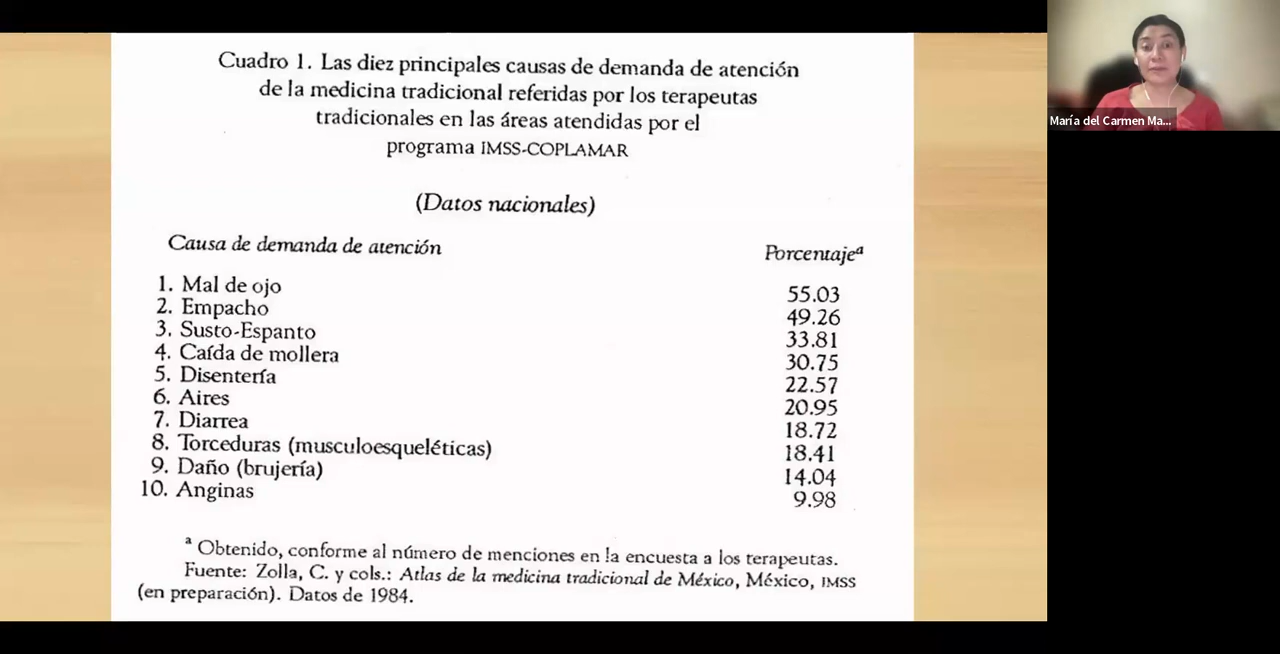 Cuadro 1. Las diez principales causas de demanda de atención
de la medicina tradicional referidas por los terapeutas
tradicionales en las áreas atendidas por el
programa IMSS-COPLAMAR
(Datos nacionales)
Causa de demanda de atención Porcentajeª
1. Mal de ojo 55.03
2. Empacho 49.26
3. Susto-Espanto 33.81
4. Caída de mollera 30.75
5. Disentería 22.57
6. Aires 20.95
7. Diarrea 18.72
8. Torceduras (musculoesqueléticas) 18.41
9. Daño (brujería) 14.04
10. Anginas 9.98
ª Obtenido, conforme al número de menciones en la encuesta a los terapeutas.
Fuente: Zolla, C. y cols.: Atlas de la medicina tradicional de México, México, IMSS
(en preparación). Datos de 1984.
María del Carmen Ma...